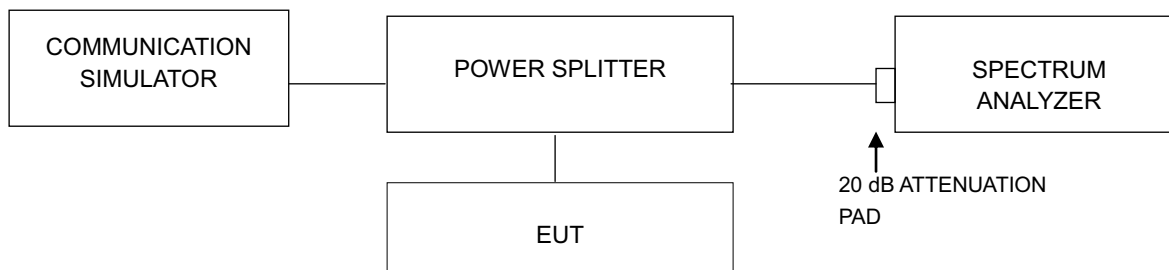 COMMUNICATION
SIMULATOR
POWER SPLITTER
SPECTRUM
ANALYZER
20 dB ATTENUATION
PAD
EUT